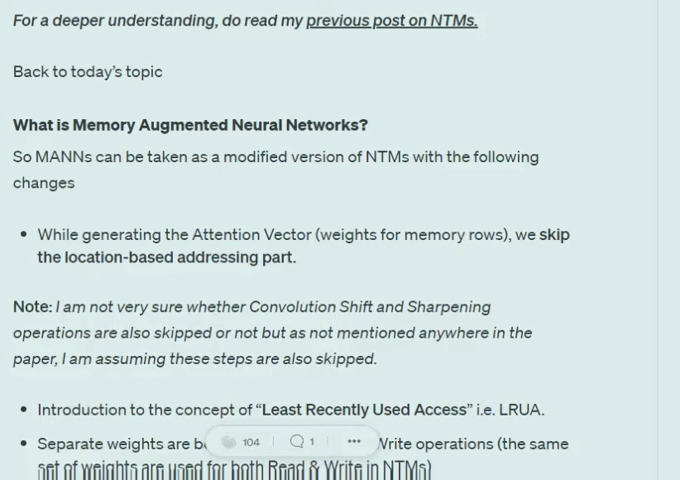 For a deeper understanding, do read my previous post on NTMs.
Back to today's topic
What is Memory Augmented Neural Networks?
So MANNs can be taken as a modified version of NTMs with the following
changes
• While generating the Attention Vector (weights for memory rows), we skip
the location-based addressing part.
Note: I am not very sure whether Convolution Shift and Sharpening
operations are also skipped or not but as not mentioned anywhere in the
paper, I am assuming these steps are also skipped.
• Introduction to the concept of “Least Recently Used Access” i.e. LRUA.
• Separate weights are 104 1 ••• Write operations (the same
set of weights are used for both Read & Write in NTMs)